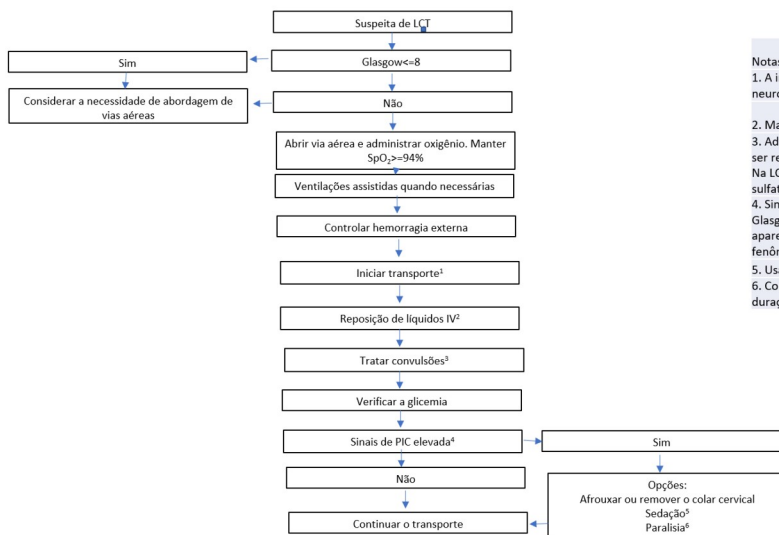 Suspeita de LCT
Sim
Glasgow<=8
Considerar a necessidade de abordagem de
vias aéreas
Não
Abrir via aérea e administrar oxigênio. Manter
SpO₂>=94%
Ventilações assistidas quando necessárias
Controlar hemorragia externa
Iniciar transporte¹
Reposição de líquidos IV²
Tratar convulsões³
Verificar a glicemia
Sinais de PIC elevada⁴
Sim
Não
Opções:
Afrouxar ou remover o colar cervical
Sedação⁵
Paralisia⁶
Continuar o transporte
Notas
1. A i
neuro
2. Ma
3. Ad
ser re
Na LC
sulfat
4. Sin
Glasg
apare
fenôn
5. Usa
6. Co
duraç